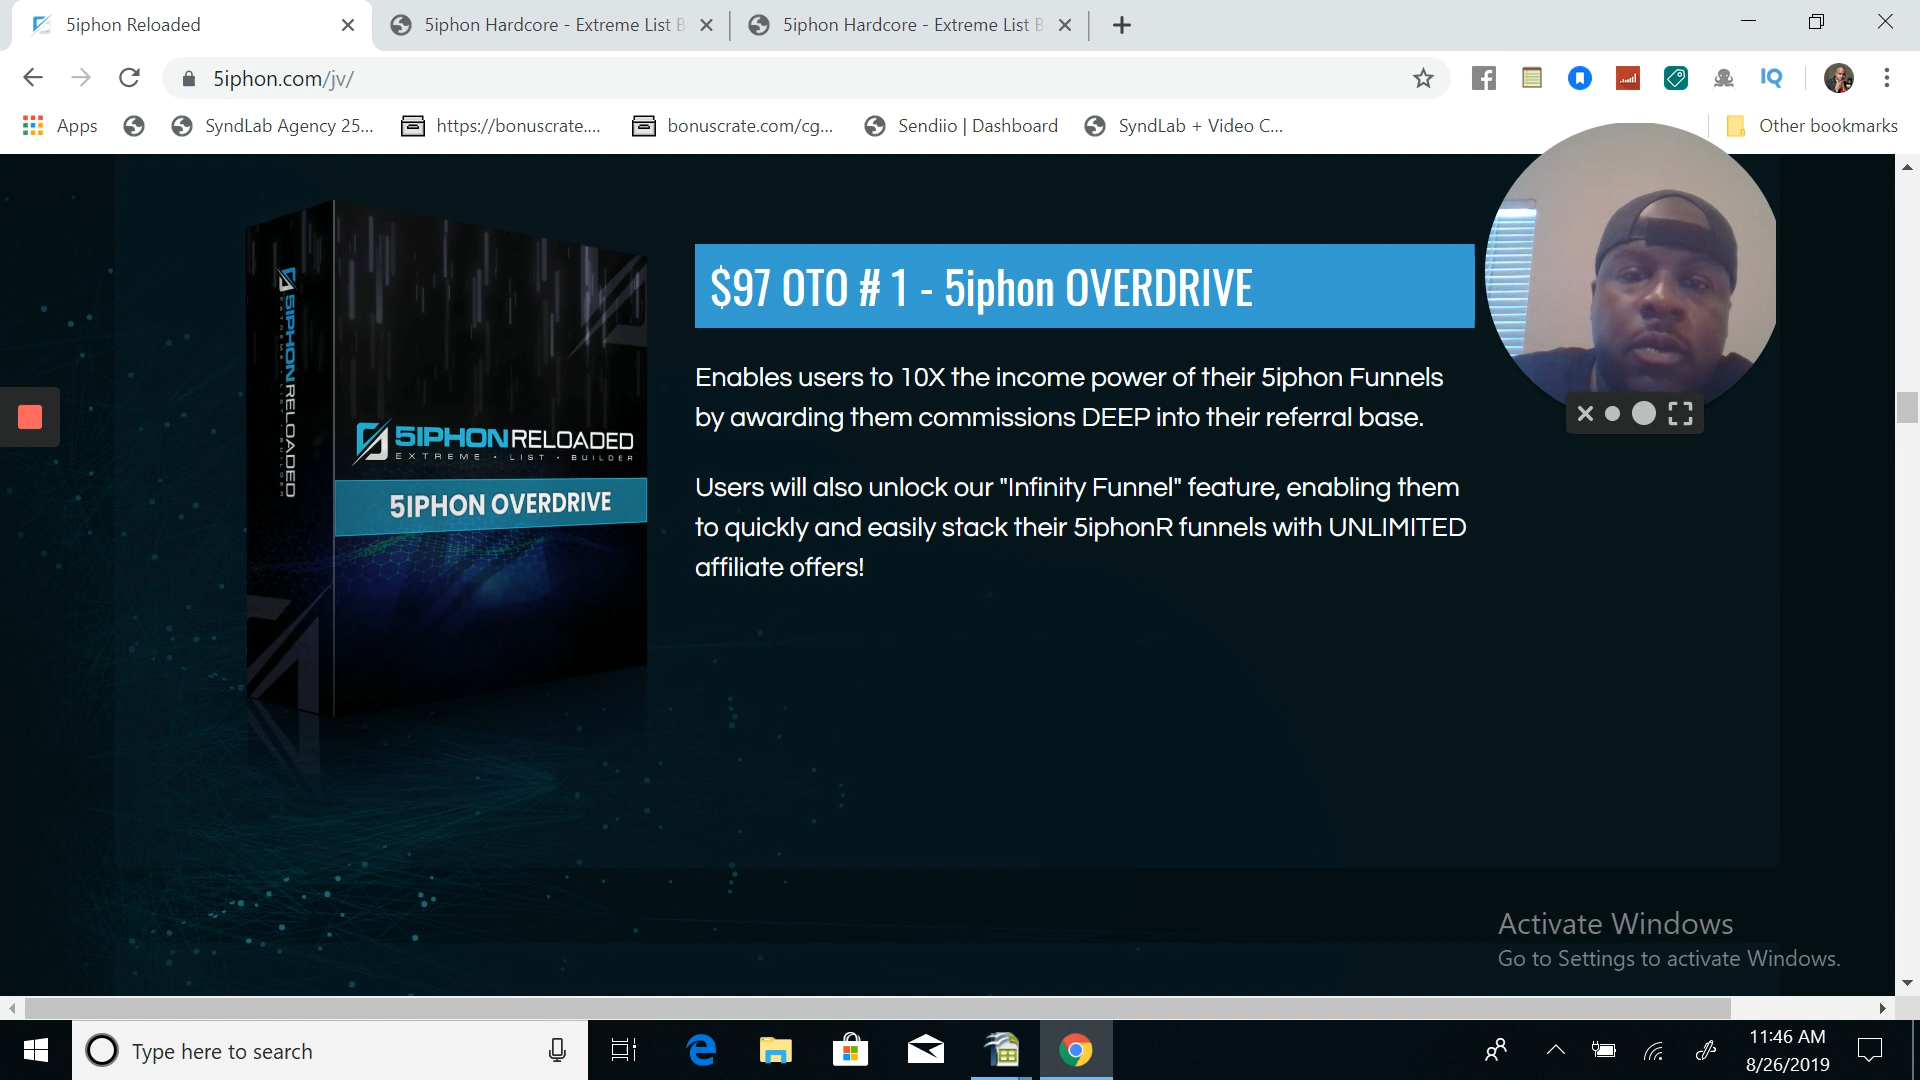 5iphon Reloaded
5iphon Hardcore - Extreme List B
5iphon Hardcore - Extreme List B
5iphon.com/jv/
IQ
Apps
SyndLab Agency 25...
https://bonuscrate....
bonuscrate.com/cg...
Sendiio | Dashboard
SyndLab + Video C...
Other bookmarks
$97 OTO # 1 - 5iphon OVERDRIVE
Enables users to 10X the income power of their 5iphon Funnels
by awarding them commissions DEEP into their referral base.
Users will also unlock our "Infinity Funnel" feature, enabling them
to quickly and easily stack their 5iphonR funnels with UNLIMITED
affiliate offers!
5IPHON RELOADED
EXTREME · LIST · BUILDER
5IPHON RELOADED
EXTREME · LIST · BUILDER
5IPHON OVERDRIVE
Activate Windows
Go to Settings to activate Windows.
Type here to search
11:46 AM
8/26/2019